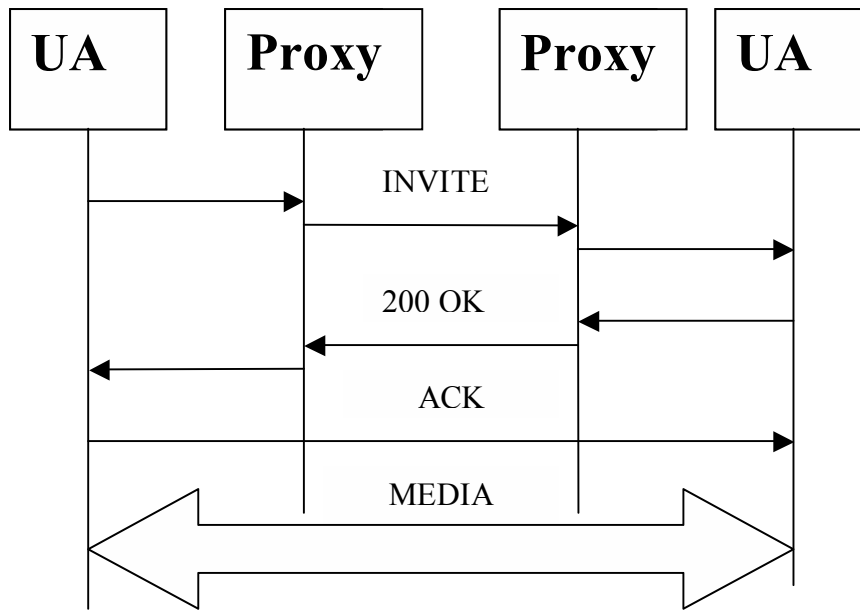 UA
Proxy
Proxy
UA
INVITE
200 OK
ACK
MEDIA